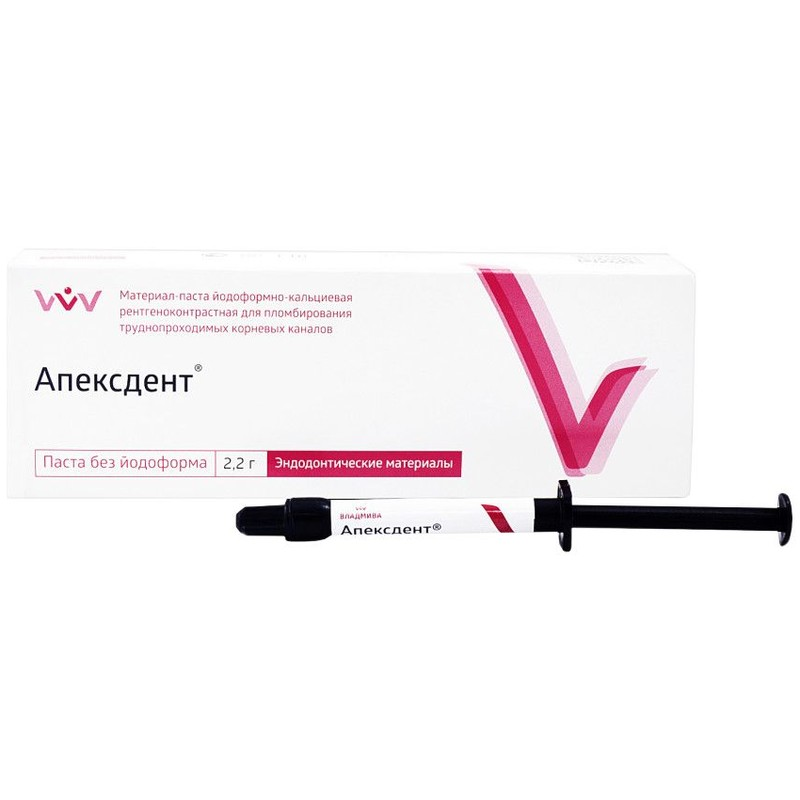 Материал-паста йодоформно-кальциевая
рентгеноконтрастная для пломбирования
труднопроходимых корневых каналов
Апексдент®
Паста без йодоформа 2,2 г Эндодонтические материалы
ВЛАДМИВА
Апексдент®